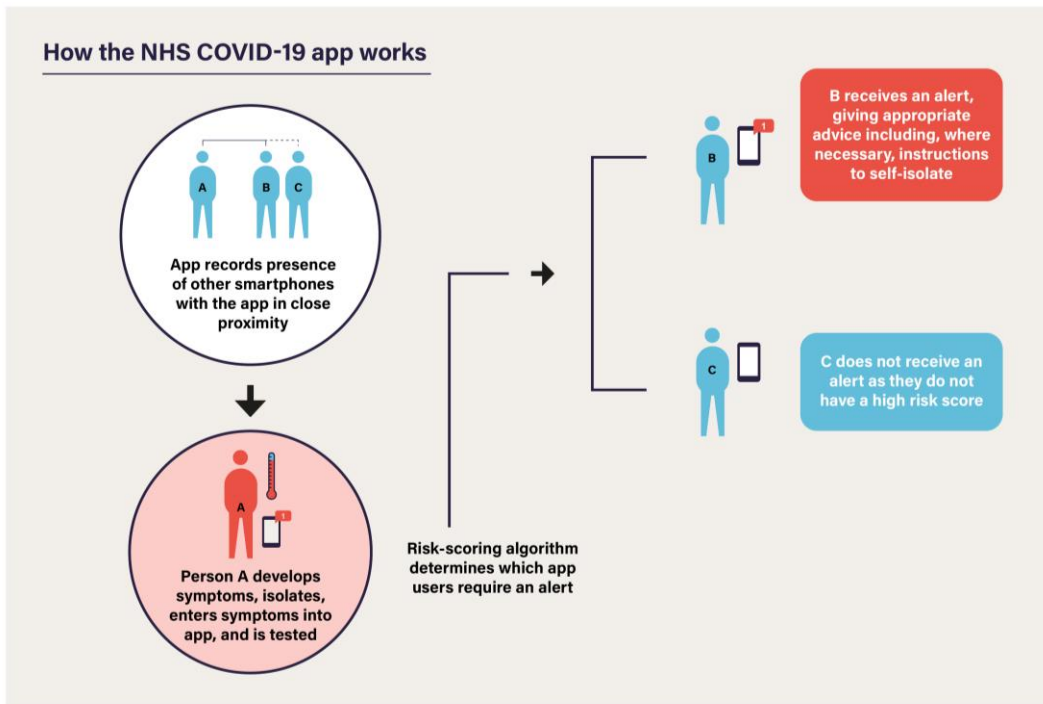 How the NHS COVID-19 app works
A
B
C
App records presence
of other smartphones
with the app in close
proximity
A
1
Person A develops
symptoms, isolates,
enters symptoms into
app, and is tested
Risk-scoring algorithm
determines which app
users require an alert
B
1
B receives an alert,
giving appropriate
advice including, where
necessary, instructions
to self-isolate
C
C does not receive an
alert as they do not
have a high risk score